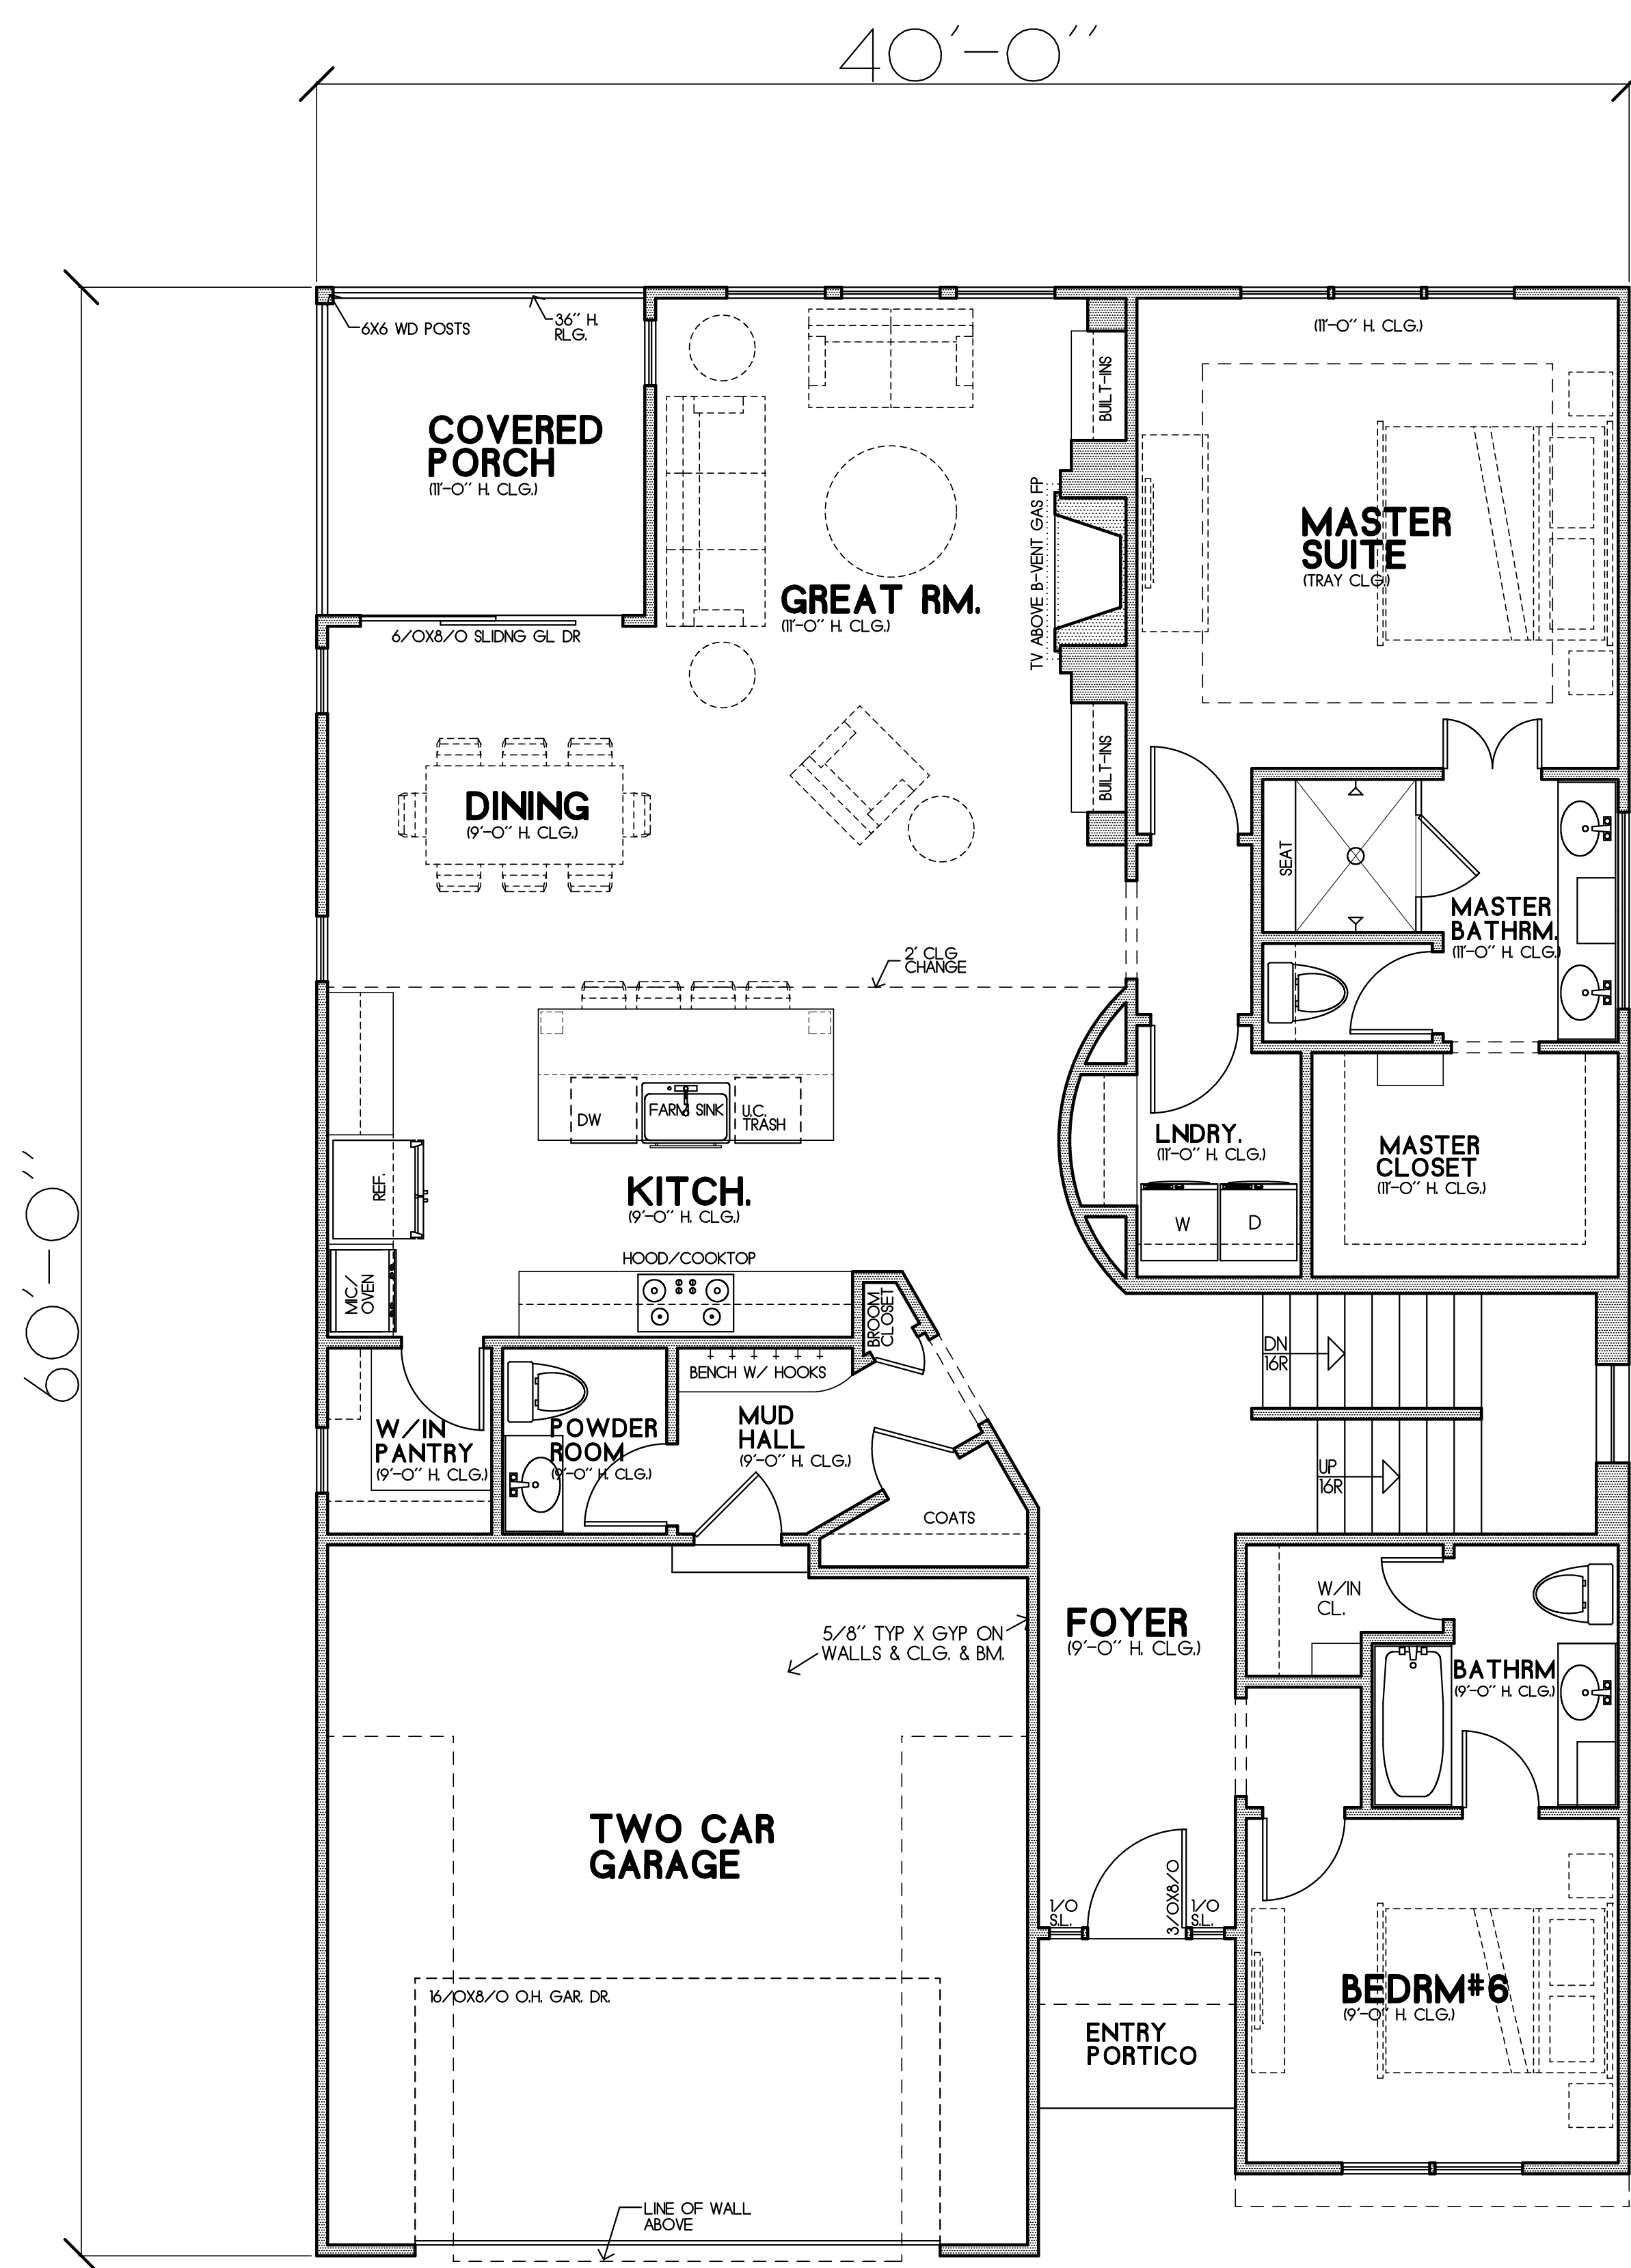 40'-0"
60'-0"
6X6 WD POSTS
36" H.
RLG.
(11'-0" H. CLG.)
BUILT-INS
COVERED
PORCH
(11'-0" H. CLG.)
TV ABOVE B-VENT GAS FP
MASTER
SUITE
(TRAY CLG.)
GREAT RM.
(11'-0" H. CLG.)
6/0X8/0 SLIDNG GL DR
BUILT-INS
DINING
(9'-0" H. CLG.)
SEAT
MASTER
BATHRM.
(11'-0" H. CLG.)
2' CLG
CHANGE
DW
FARM SINK
U.C.
TRASH
LNDRY.
(11'-0" H. CLG.)
MASTER
CLOSET
(11'-0" H. CLG.)
REF.
KITCH.
(9'-0" H. CLG.)
W
D
HOOD/COOKTOP
MIC/
OVEN
BROOM
CLOSET
DN
16R
BENCH W/ HOOKS
W/IN
PANTRY
(9'-0" H. CLG.)
POWDER
ROOM
(9'-0" H. CLG.)
MUD
HALL
(9'-0" H. CLG.)
UP
16R
COATS
W/IN
CL.
5/8" TYP X GYP ON
WALLS & CLG. & BM.
FOYER
(9'-0" H. CLG.)
BATHRM
(9'-0" H. CLG.)
TWO CAR
GARAGE
1/0
S.L.
3/0X8/0
1/0
S.L.
16/0X8/0 O.H. GAR. DR.
BEDRM#6
(9'-0" H. CLG.)
ENTRY
PORTICO
LINE OF WALL
ABOVE